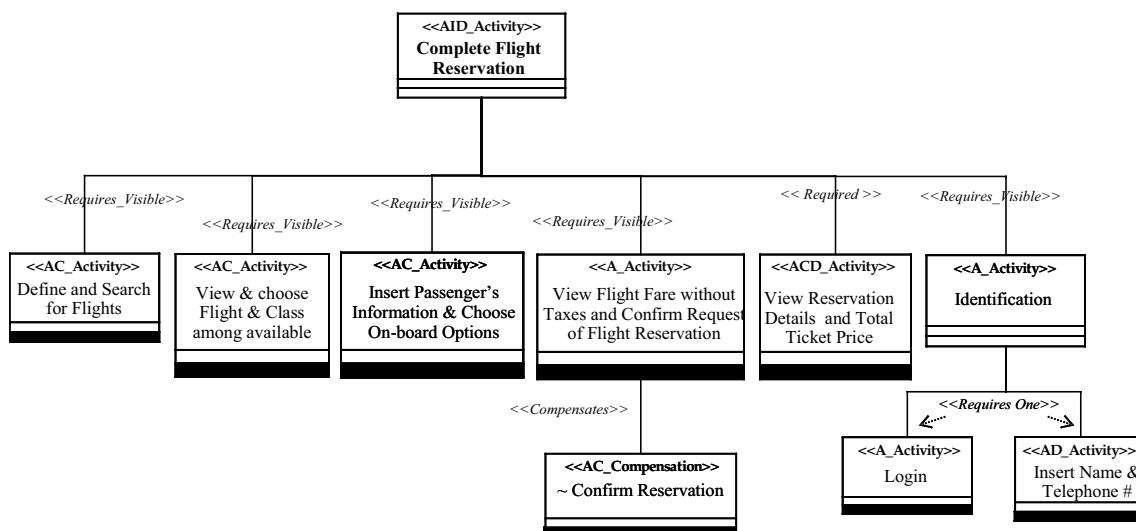 <<AID_Activity>>
Complete Flight
Reservation
<<Requires_Visible>>
<<Requires_Visible>>
<<Requires_Visible>>
<<Requires_Visible>>
<< Required >>
<<Requires_Visible>>
<<AC_Activity>>
Define and Search
for Flights
<<AC_Activity>>
View & choose
Flight & Class
among available
<<AC_Activity>>
Insert Passenger's
Information & Choose
On-board Options
<<A_Activity>>
View Flight Fare without
Taxes and Confirm Request
of Flight Reservation
<<ACD_Activity>>
View Reservation
Details and Total
Ticket Price
<<A_Activity>>
Identification
<<Compensates>>
<<Requires One>>
<<AC_Compensation>>
~ Confirm Reservation
<<A_Activity>>
Login
<<AD_Activity>>
Insert Name &
Telephone #